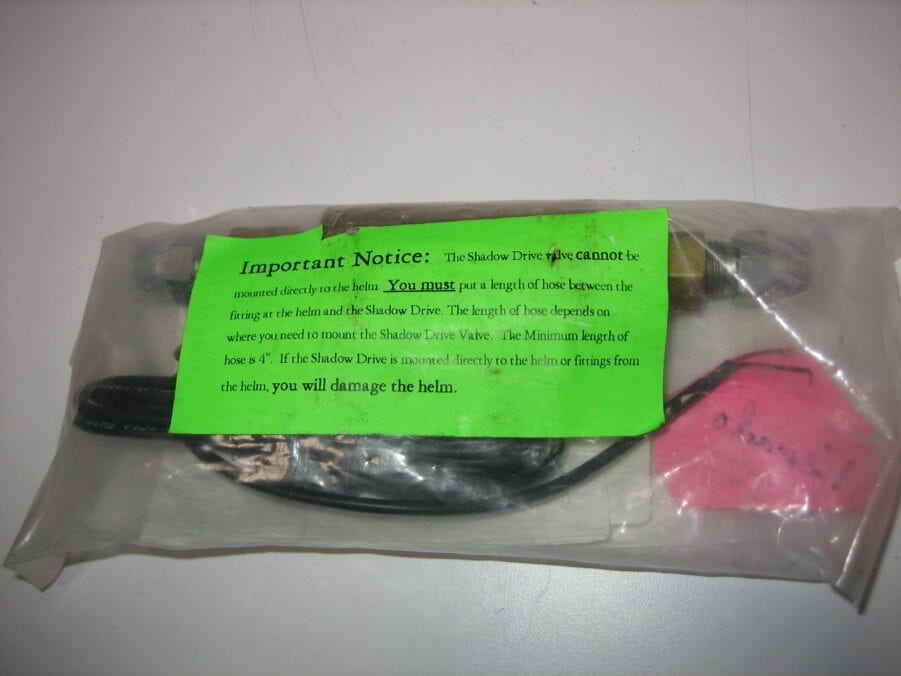 Important Notice: The Shadow Drive valve cannot be
mounted directly to the helm. You must put a length of hose between the
fitting at the helm and the Shadow Drive. The length of hose depends on
where you need to mount the Shadow Drive Valve. The Minimum length of
hose is 4". If the Shadow Drive is mounted directly to the helm or fittings from
the helm, you will damage the helm.